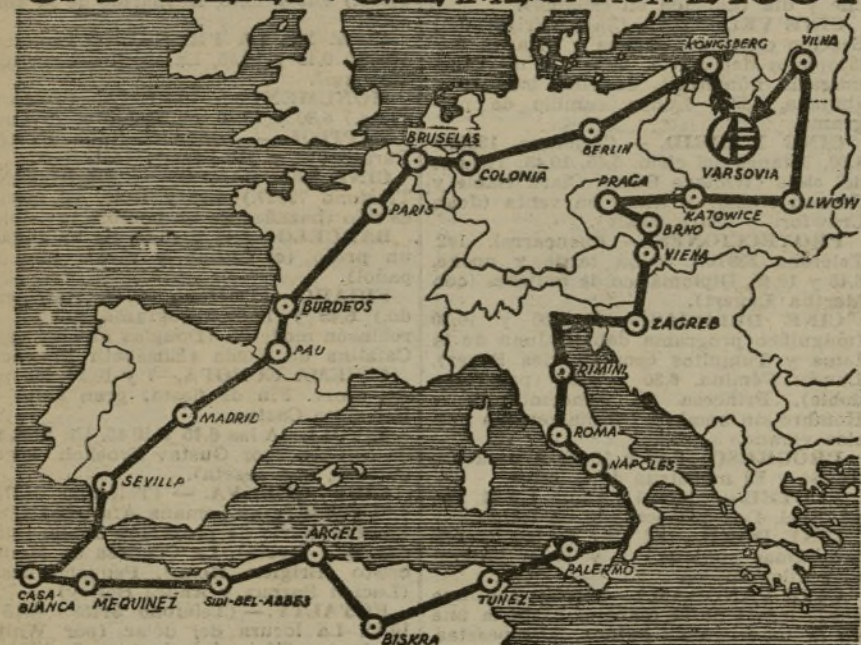 KÖNIGSBERG
VILNA
BRUSELAS
BERLIN
VARSOVIA
COLONIA
PRAGA
PARIS
KATOWICE
LWOW
BRNO
VIENA
BURDEOS
ZAGREB
PAU
RIMINI
MADRID
ROMA
NAPOLES
SEVILLA
ARGEL
PALERMO
CASA-
BLANCA
MEQUINEZ
SIDI-BEL-ABBES
TUNEZ
BISKRA